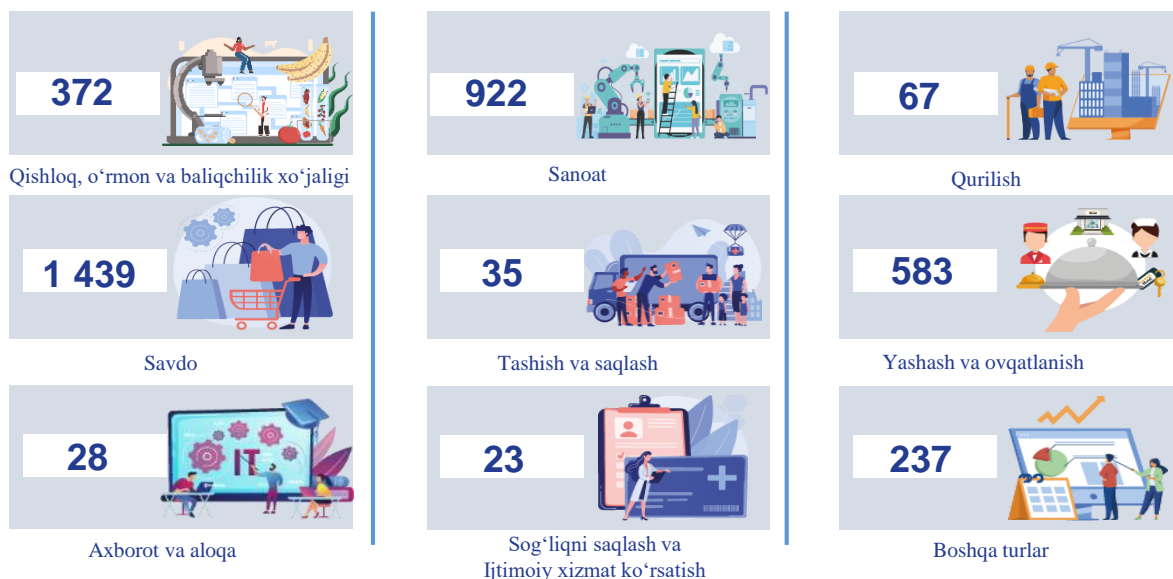 372
922
67
Qishloq, o‘rmon va baliqchilik xo‘jaligi
Sanoat
Qurilish
1 439
35
583
Savdo
Tashish va saqlash
Yashash va ovqatlanish
28
IT
23
237
Axborot va aloqa
Sog‘liqni saqlash va
Ijtimoiy xizmat ko‘rsatish
Boshqa turlar